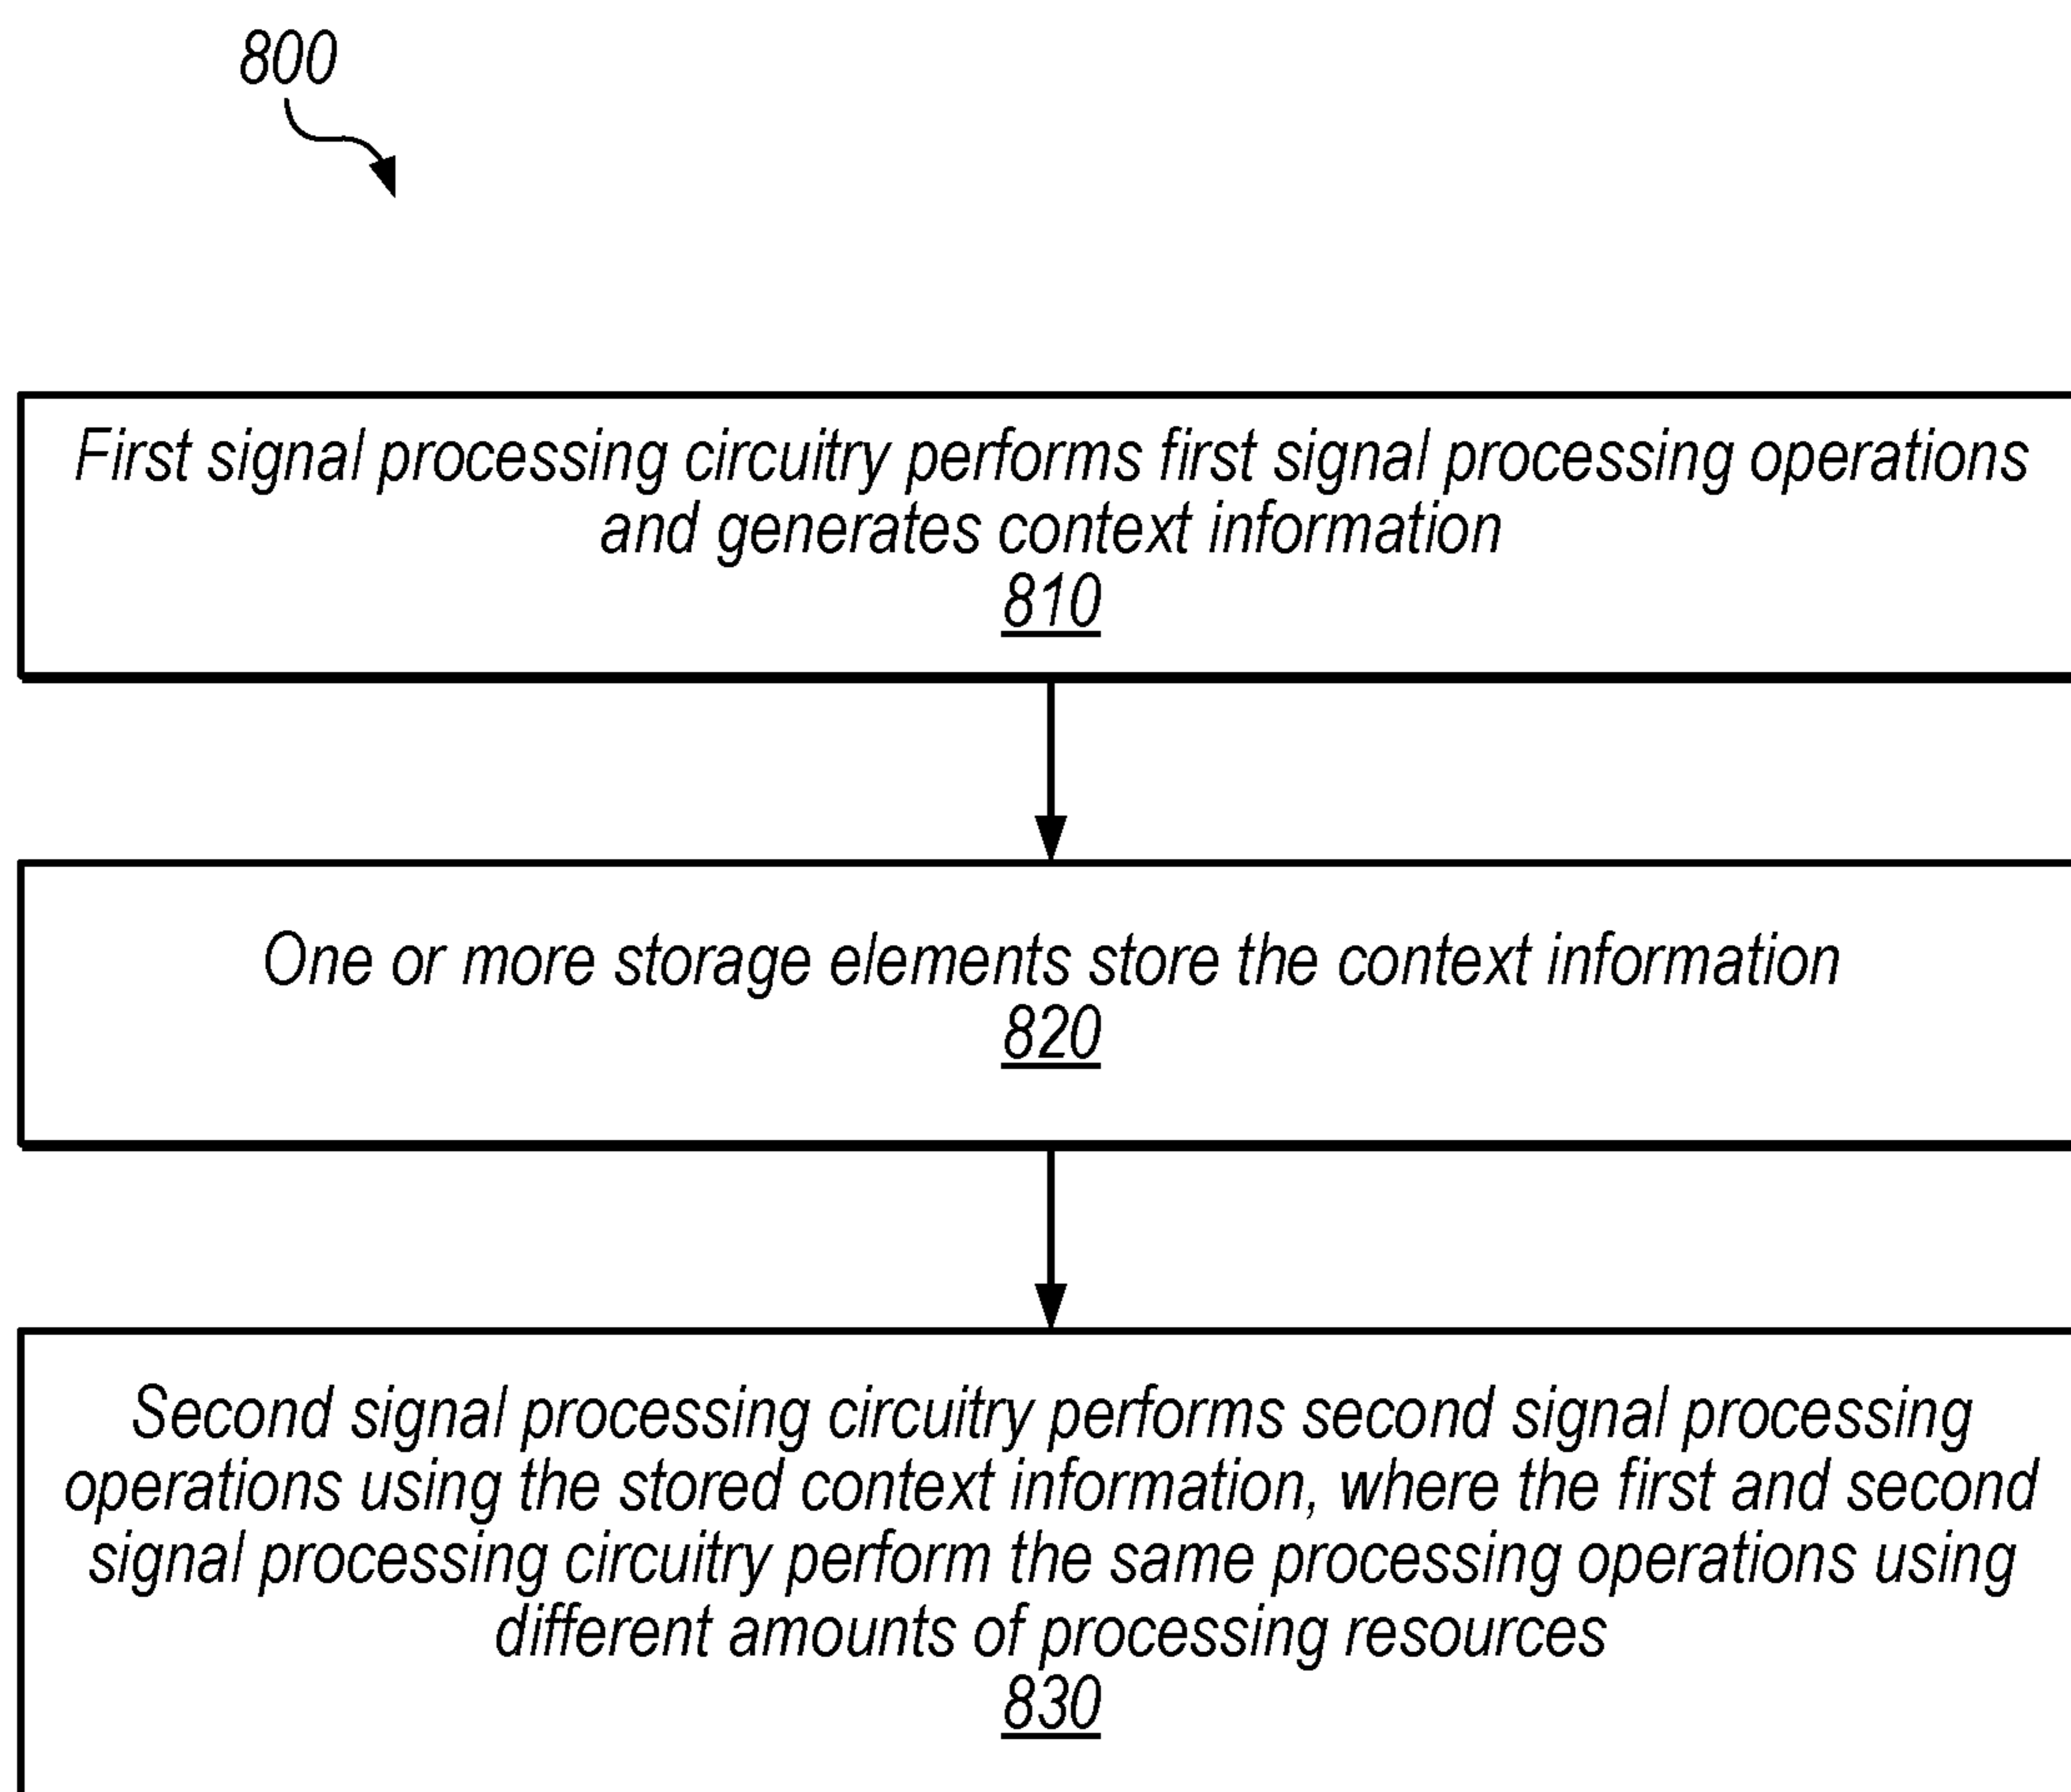 800
First signal processing circuitry performs first signal processing operations
and generates context information
810
One or more storage elements store the context information
820
Second signal processing circuitry performs second signal processing
operations using the stored context information, where the first and second
signal processing circuitry perform the same processing operations using
different amounts of processing resources
830